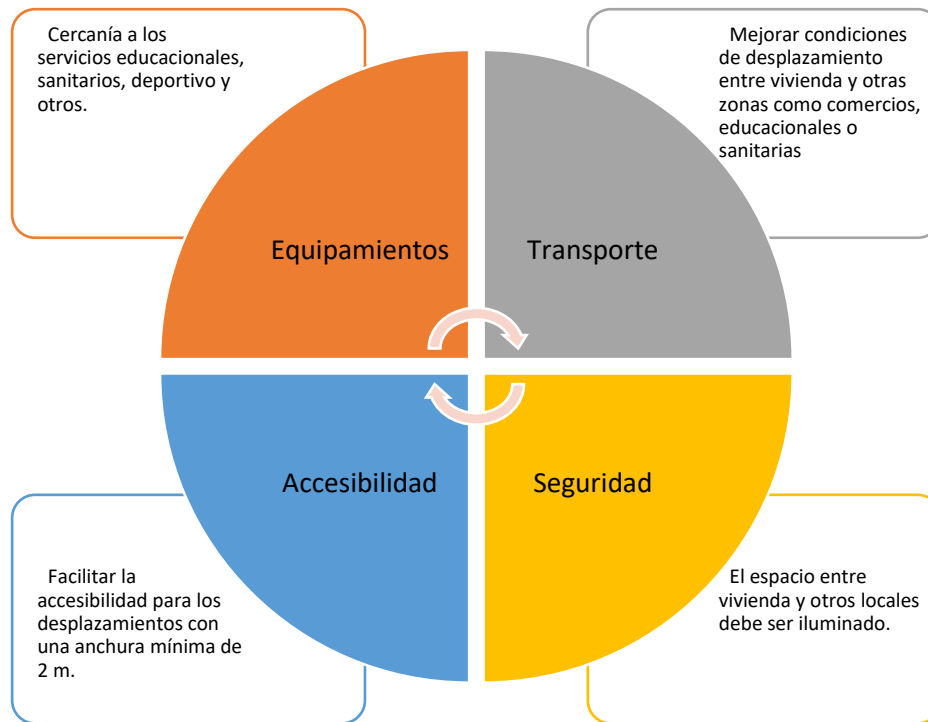 Cercanía a los
servicios educacionales,
sanitarios, deportivo y
otros.
Mejorar condiciones
de desplazamiento
entre vivienda y otras
zonas como comercios,
educacionales o
sanitarias
Equipamientos
Transporte
Accesibilidad
Seguridad
Facilitar la
accesibilidad para los
desplazamientos con
una anchura mínima de
2 m.
El espacio entre
vivienda y otros locales
debe ser iluminado.